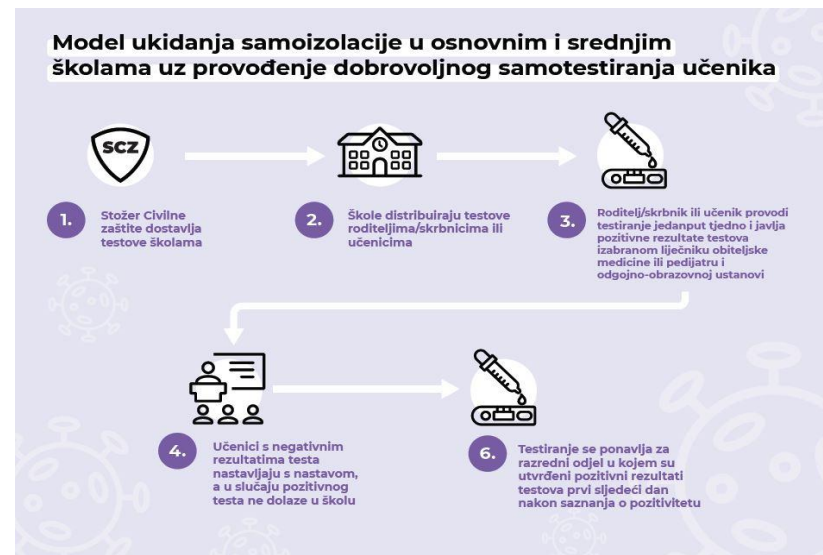 Model ukidanja samoizolacije u osnovnim i srednjim
školama uz provođenje dobrovoljnog samotestiranja učenika
SCZ
1.
Stožer Civilne
zaštite dostavlja
testove školama
2.
Škole distribuiraju testove
roditeljima/skrbnicima ili
učenicima
3.
Roditelj/skrbnik ili učenik provodi
testiranje jedanput tjedno i javlja
pozitivne rezultate testova
izabranom liječniku obiteljske
medicine ili pedijatru i
odgojno-obrazovnoj ustanovi
4.
Učenici s negativnim
rezultatima testa
nastavljaju s nastavom,
a u slučaju pozitivnog
testa ne dolaze u školu
6.
Testiranje se ponavlja za
razredni odjel u kojem su
utvrđeni pozitivni rezultati
testova prvi sljedeći dan
nakon saznanja o pozitivitetu